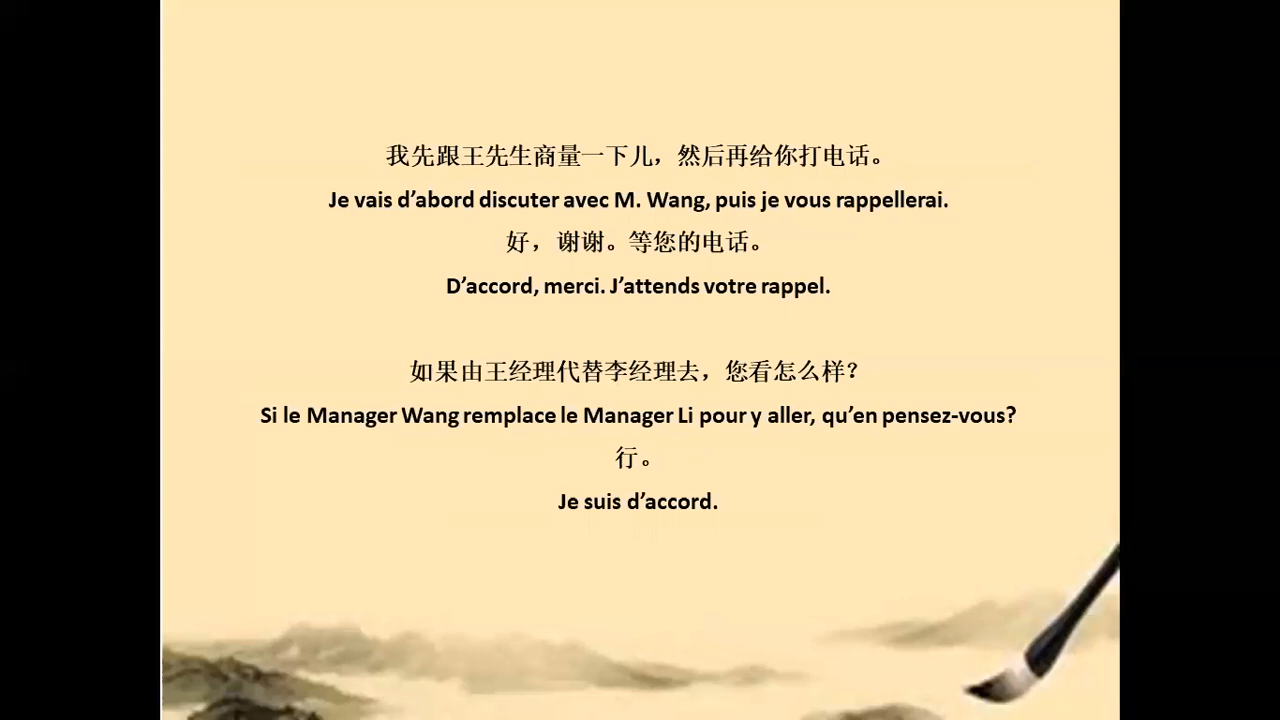 我先跟王先生商量一下儿，然后再给你打电话。
Je vais d’abord discuter avec M. Wang, puis je vous rappellerai.
好，谢谢。等您的电话。
D’accord, merci. J’attends votre rappel.
如果由王经理代替李经理去，您看怎么样？
Si le Manager Wang remplace le Manager Li pour y aller, qu’en pensez-vous?
行。
Je suis d’accord.